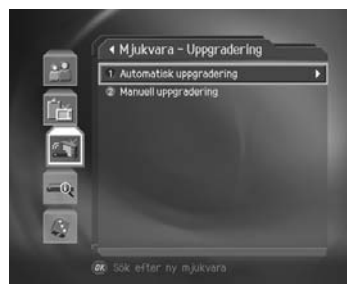 Mjukvara - Uppgradering
1 Automatisk uppgradering
2 Manuell uppgradering
OK Sök efter ny mjukvara